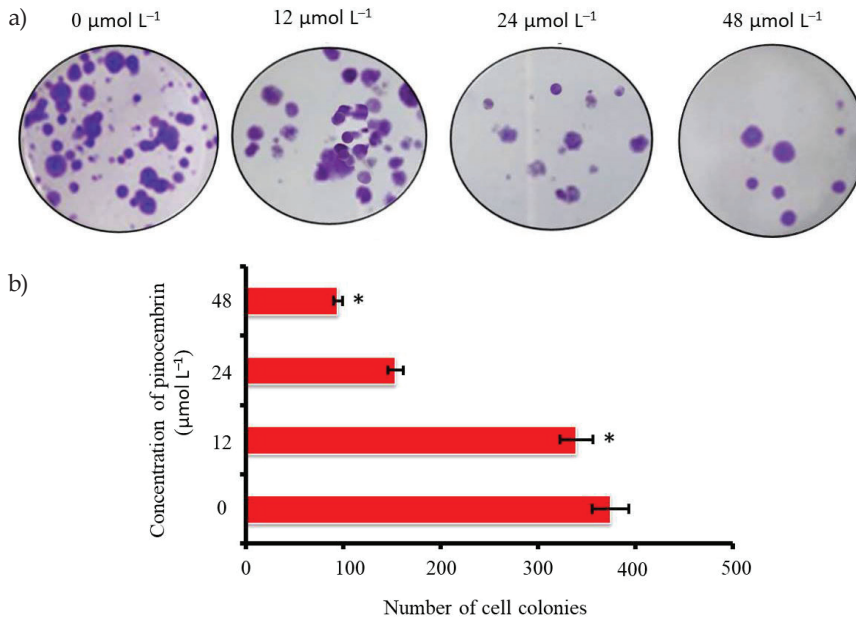 a)
0 µmol L⁻¹ 12 µmol L⁻¹ 24 µmol L⁻¹ 48 µmol L⁻¹
b)
Concentration of pinocembrin
(µmol L⁻¹)
48 *
24
12 *
0
0 100 200 300 400 500
Number of cell colonies